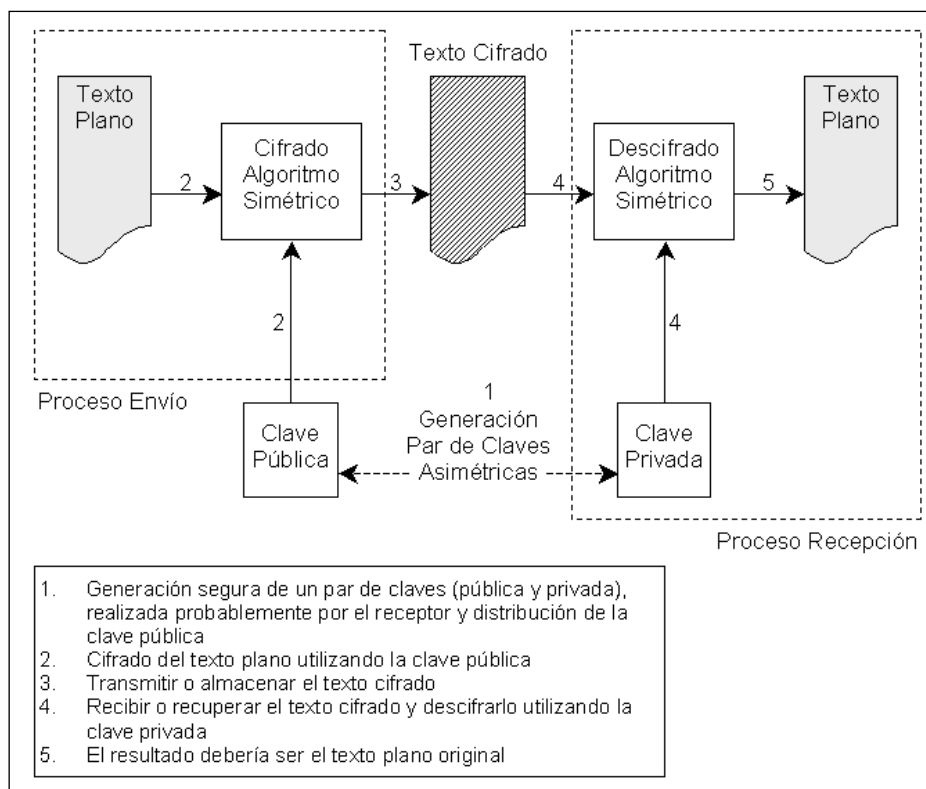 Texto Cifrado
Texto
Plano
Cifrado
Algoritmo
Simétrico
Descifrado
Algoritmo
Simétrico
Texto
Plano
2
3
4
5
2
4
Proceso Envío
Clave
Pública
1
Generación
Par de Claves
Asimétricas
Clave
Privada
Proceso Recepción
1. Generación segura de un par de claves (pública y privada),
realizada probablemente por el receptor y distribución de la
clave pública
2. Cifrado del texto plano utilizando la clave pública
3. Transmitir o almacenar el texto cifrado
4. Recibir o recuperar el texto cifrado y descifrarlo utilizando la
clave privada
5. El resultado debería ser el texto plano original